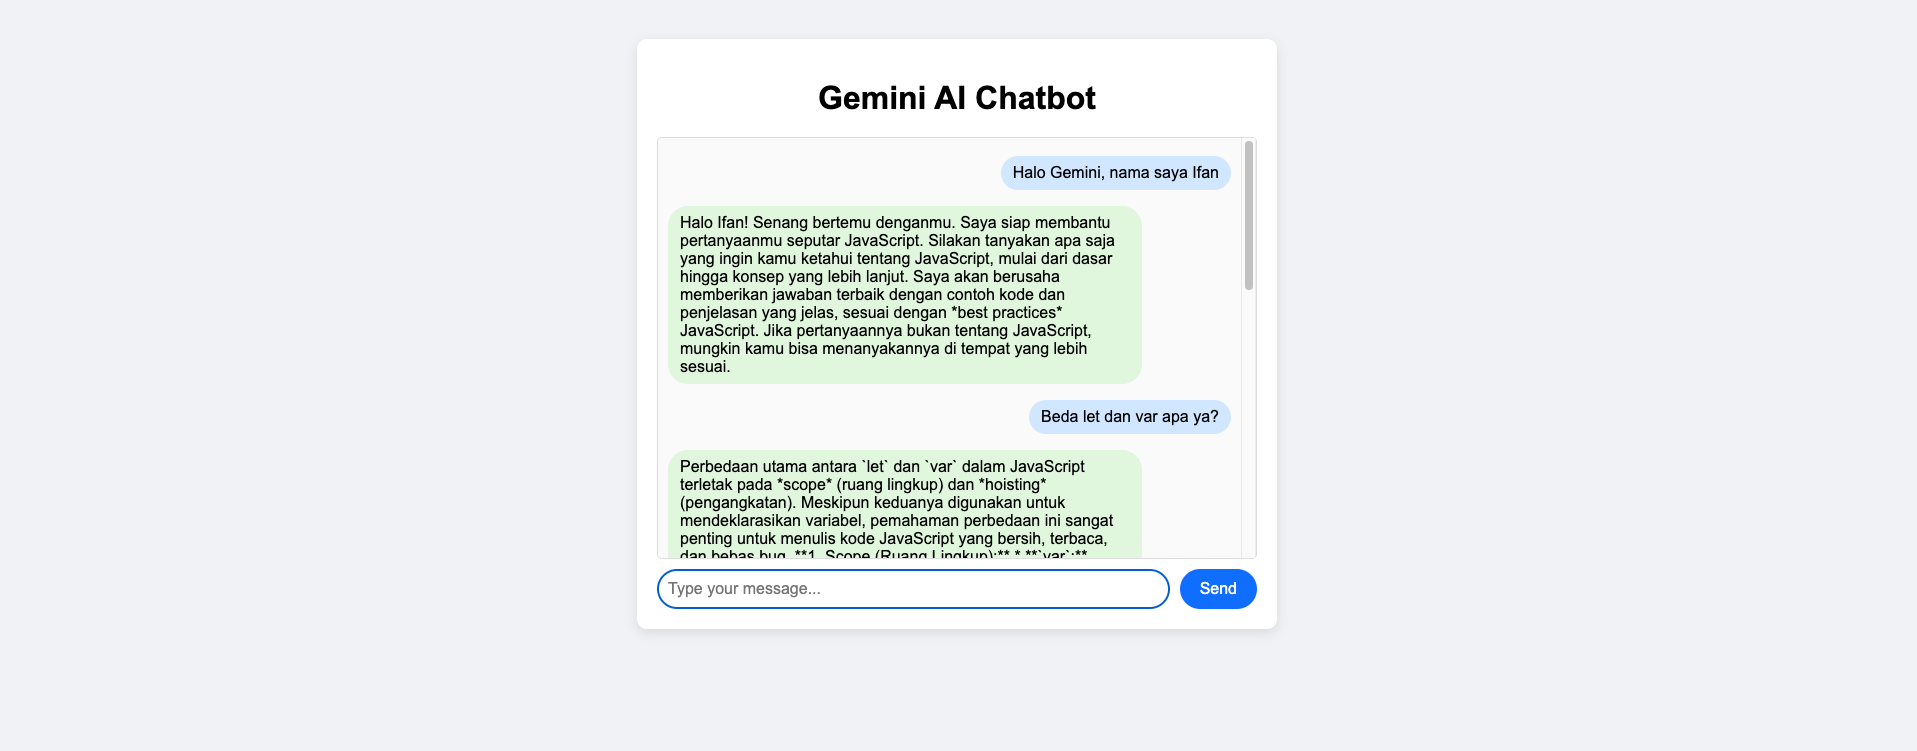 Gemini AI Chatbot
Halo Gemini, nama saya Ifan
Halo Ifan! Senang bertemu denganmu. Saya siap membantu
pertanyaanmu seputar JavaScript. Silakan tanyakan apa saja
yang ingin kamu ketahui tentang JavaScript, mulai dari dasar
hingga konsep yang lebih lanjut. Saya akan berusaha
memberikan jawaban terbaik dengan contoh kode dan
penjelasan yang jelas, sesuai dengan *best practices*
JavaScript. Jika pertanyaannya bukan tentang JavaScript,
mungkin kamu bisa menanyakannya di tempat yang lebih
sesuai.
Beda let dan var apa ya?
Perbedaan utama antara `let` dan `var` dalam JavaScript
terletak pada *scope* (ruang lingkup) dan *hoisting*
(pengangkatan). Meskipun keduanya digunakan untuk
mendeklarasikan variabel, pemahaman perbedaan ini sangat
penting untuk menulis kode JavaScript yang bersih, terbaca,
dan bebas bug. **1. Scope (Ruang Lingkup):** * **`var`:**
Type your message...
Send